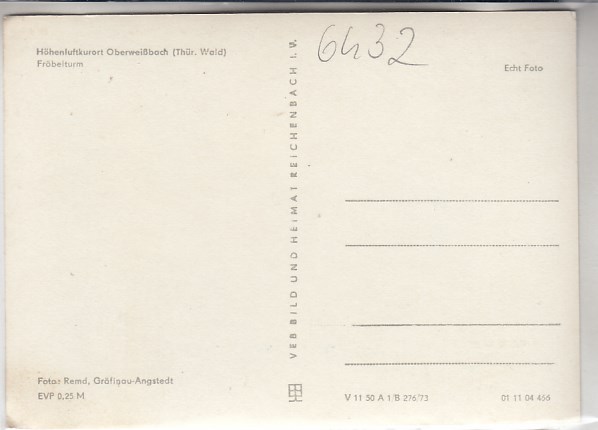 Höhenluftkurort Oberweißbach (Thür. Wald)
Fröbelturm
6432
Echt Foto
VEB BILD UND HEIMAT REICHENBACH I. V.
Foto: Remd, Gräfinau-Angstedt
EVP 0,25 M
V 11 50 A 1/B 276/73
01 11 04 466